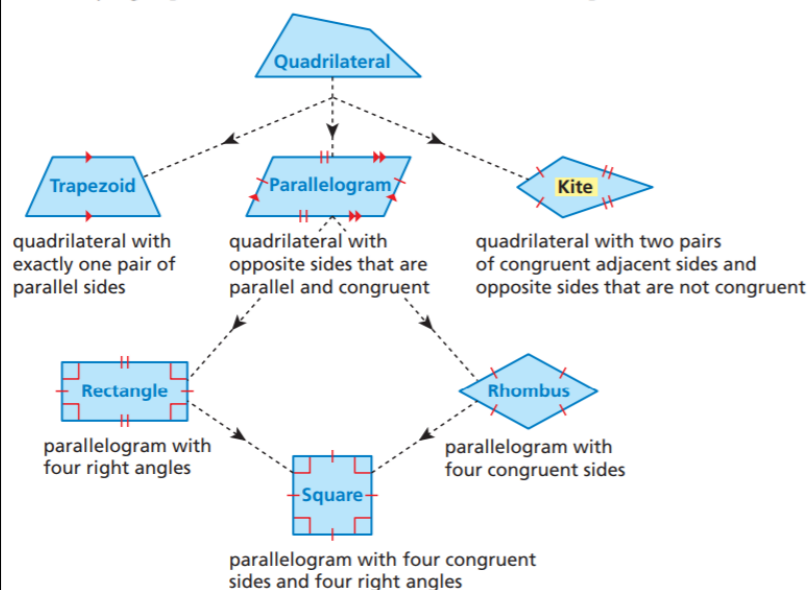 Quadrilateral
Trapezoid
Parallelogram
Kite
quadrilateral with
exactly one pair of
parallel sides
quadrilateral with
opposite sides that are
parallel and congruent
quadrilateral with two pairs
of congruent adjacent sides and
opposite sides that are not congruent
Rectangle
Rhombus
parallelogram with
four right angles
parallelogram with
four congruent sides
Square
parallelogram with four congruent
sides and four right angles